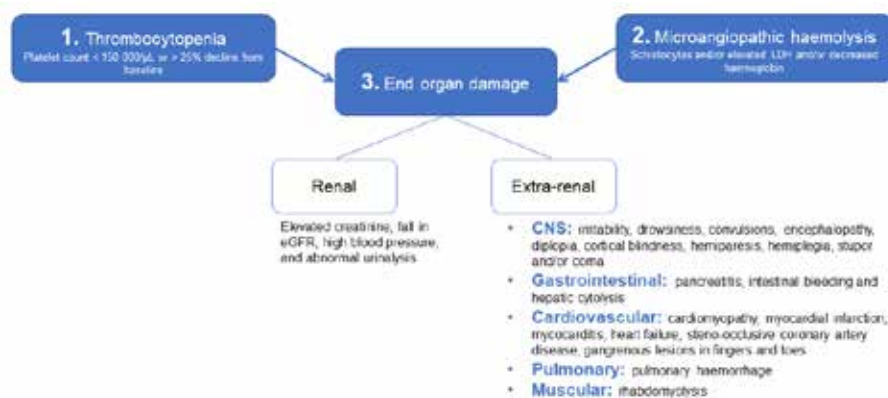 1. Thrombocytopenia
Platelet count < 150 000/μL or > 25% decline from
baseline
2. Microangiopathic haemolysis
Schistocytes and/or elevated LDH and/or decreased
haemoglobin
3. End organ damage
Renal
Elevated creatinine, fall in
eGFR, high blood pressure,
and abnormal urinalysis
Extra-renal
• CNS: irritability, drowsiness, convulsions, encephalopathy,
diplopia, cortical blindness, hemiparesis, hemiplegia, stupor
and/or coma
• Gastrointestinal: pancreatitis, intestinal bleeding and
hepatic cytolysis
• Cardiovascular: cardiomyopathy, myocardial infarction,
myocarditis, heart failure, steno-occlusive coronary artery
disease, gangrenous lesions in fingers and toes
• Pulmonary: pulmonary haemorrhage
• Muscular: rhabdomyolysis